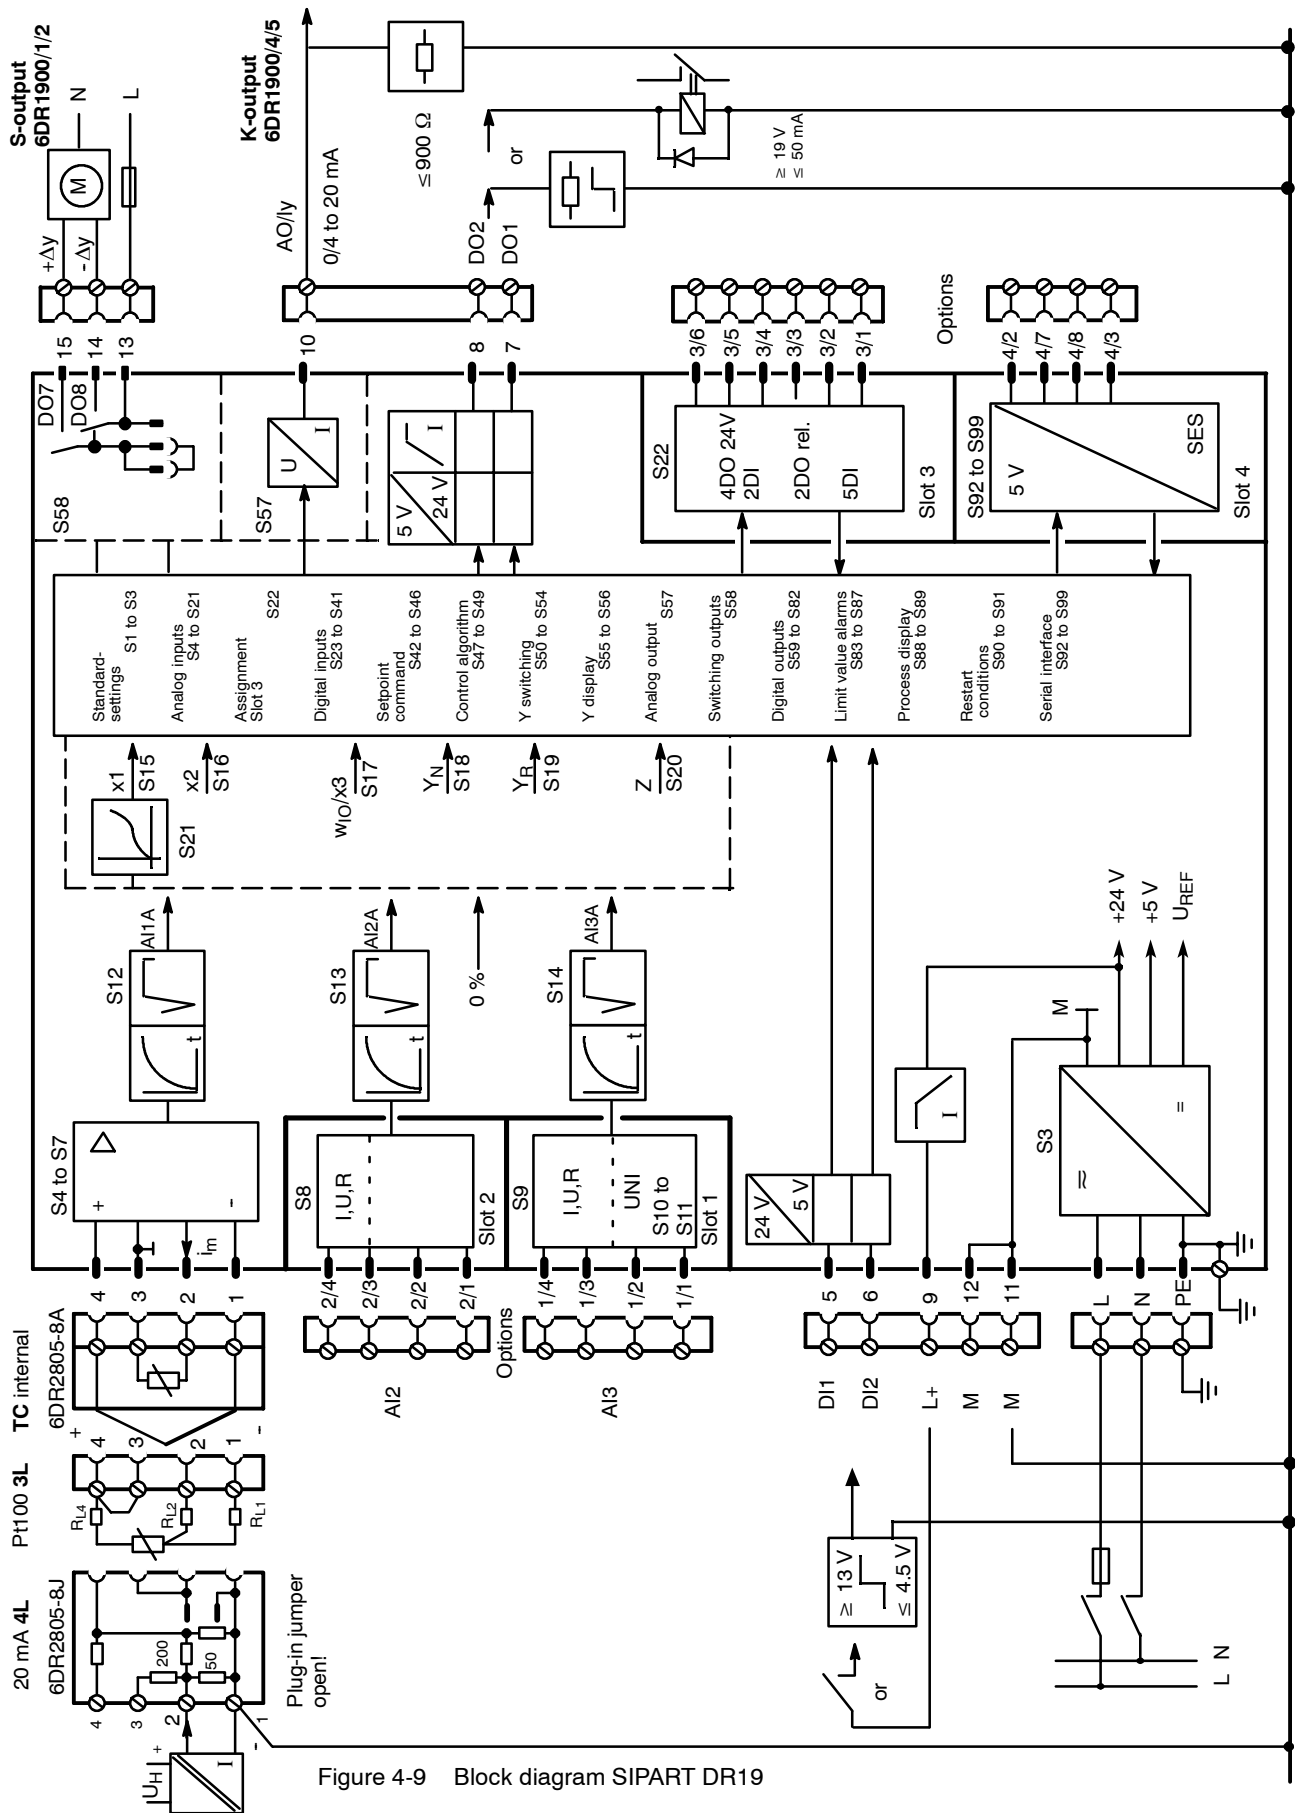 20 mA 4L
6DR2805-8J
Pt100 3L
TC internal
6DR2805-8A
UH
+
-
I
4
3
2
1
200
50
Plug-in jumper
open!
RL4
RL2
RL1
+
4
3
2
1
-
4
3
2
1
S4 to S7
+
-
im
S12
t
AI1A
S21
x1
S15
x2
S16
wIO/x3
S17
YN
S18
YR
S19
Z
S20
AI2
2/4
2/3
2/2
2/1
Options
S8
I,U,R
Slot 2
S13
t
AI2A
0 %
AI3
1/4
1/3
1/2
1/1
S9
I,U,R
UNI
S10 to
S11
Slot 1
S14
t
AI3A
Standard-
settings
S1 to S3
Analog inputs
S4 to S21
Assignment
Slot 3
S22
Digital inputs
S23 to S41
Setpoint
command
S42 to S46
Control algorithm
S47 to S49
Y switching
S50 to S54
Y display
S55 to S56
Analog output
S57
Switching outputs
S58
Digital outputs
S59 to S82
Limit value alarms
S83 to S87
Process display
S88 to S89
Restart
conditions
S90 to S91
Serial interface
S92 to S99
S58
DO7
DO8
15
14
13
+Δy
-Δy
M
N
L
S-output
6DR1900/1/2
S57
U
I
10
AO/Iy
0/4 to 20 mA
K-output
6DR1900/4/5
≤ 900 Ω
5 V
24 V
I
8
7
DO2
DO1
or
≥ 19 V
≤ 50 mA
S22
4DO 24V
2DI
2DO rel.
5DI
Slot 3
3/6
3/5
3/4
3/3
3/2
3/1
Options
S92 to S99
5 V
SES
Slot 4
4/2
4/7
4/8
4/3
or
≥ 13 V
≤ 4.5 V
DI1
DI2
L+
M
M
5
6
9
12
11
24 V
5 V
I
L
N
L
N
PE
S3
≈
=
M
+24 V
+5 V
UREF
Figure 4-9 Block diagram SIPART DR19